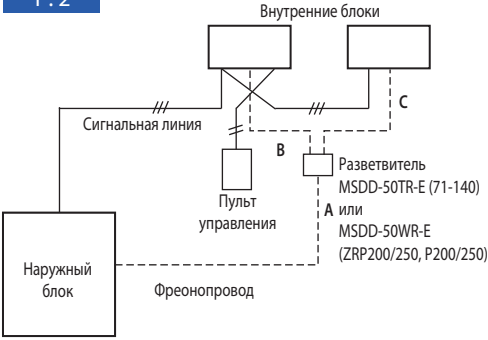 1 : 2
Внутренние блоки
Сигнальная линия
C
B
Разветвитель
MSDD-50TR-E (71-140)
A или
MSDD-50WR-E
(ZRP200/250, P200/250)
Пульт
управления
Наружный
блок
Фреонопровод